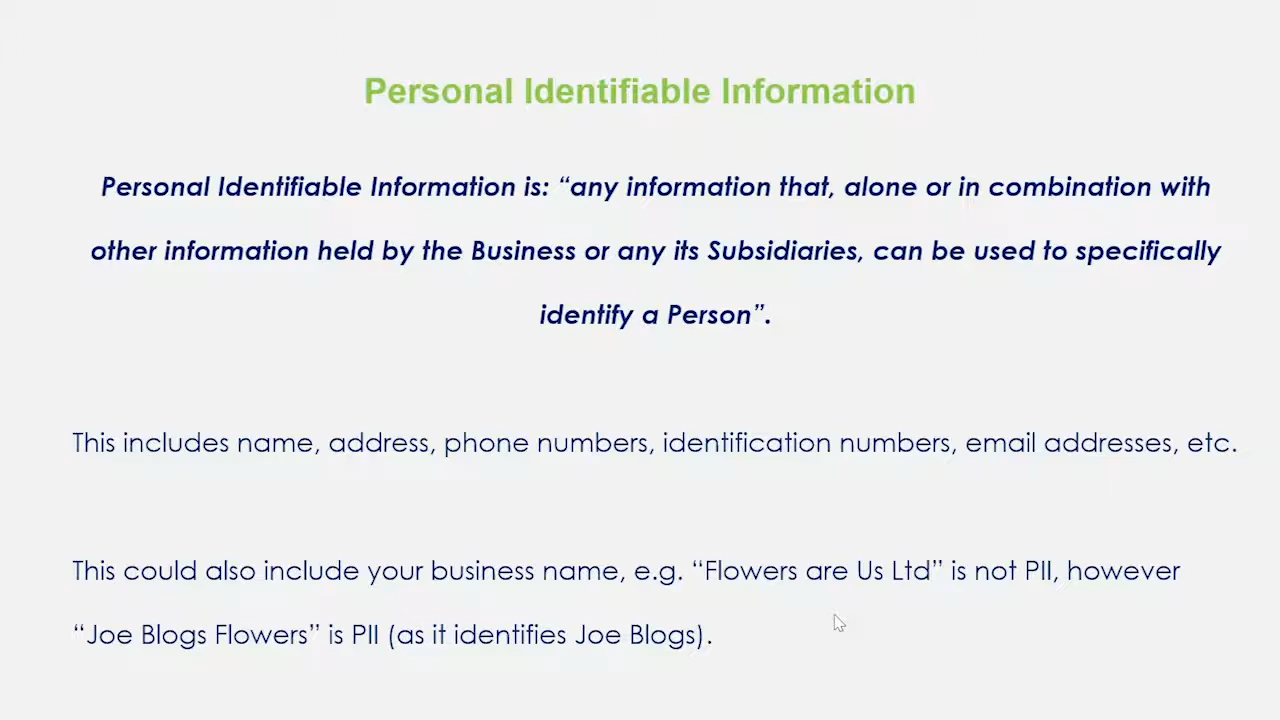 Personal Identifiable Information
Personal Identifiable Information is: “any information that, alone or in combination with
other information held by the Business or any its Subsidiaries, can be used to specifically
identify a Person”.
This includes name, address, phone numbers, identification numbers, email addresses, etc.
This could also include your business name, e.g. “Flowers are Us Ltd” is not PII, however
“Joe Blogs Flowers” is PII (as it identifies Joe Blogs).